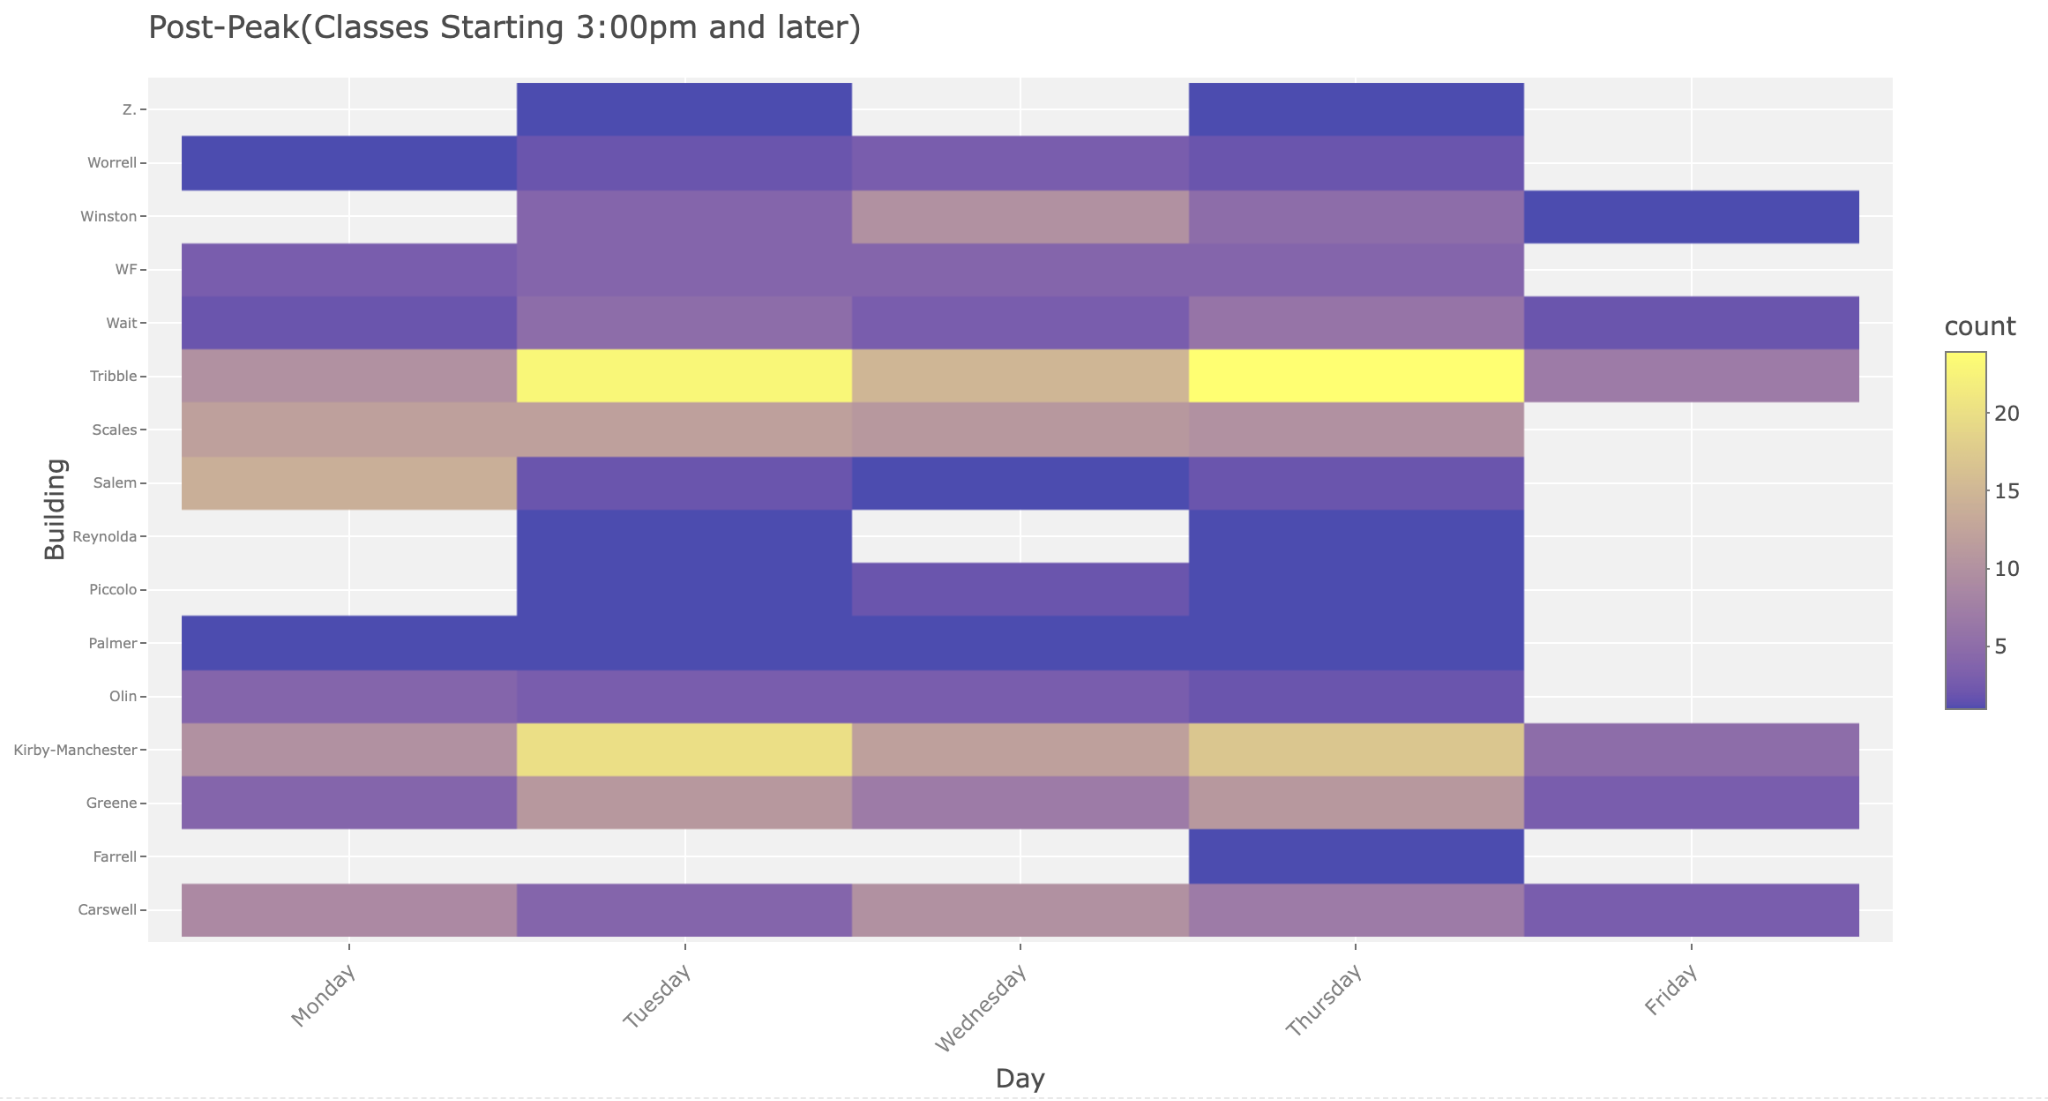 Post-Peak(Classes Starting 3:00pm and later)
Z.
Worrell
Winston
WF
Wait
Tribble
Scales
Salem
Reynolda
Piccolo
Palmer
Olin
Kirby-Manchester
Greene
Farrell
Carswell
Building
Monday
Tuesday
Wednesday
Thursday
Friday
Day
count
20
15
10
5